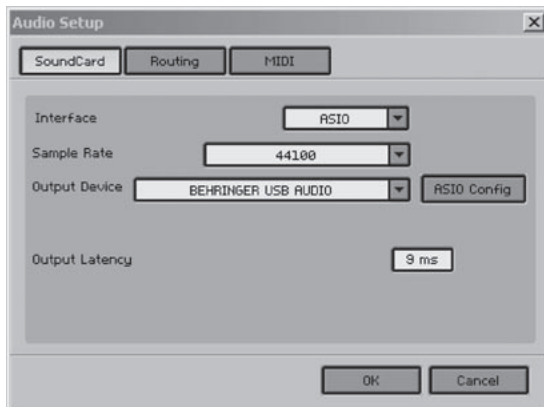 Audio Setup
SoundCard Routing MIDI
Interface ASIO
Sample Rate 44100
Output Device BEHRINGER USB AUDIO ASIO Config
Output Latency 9 ms
OK Cancel